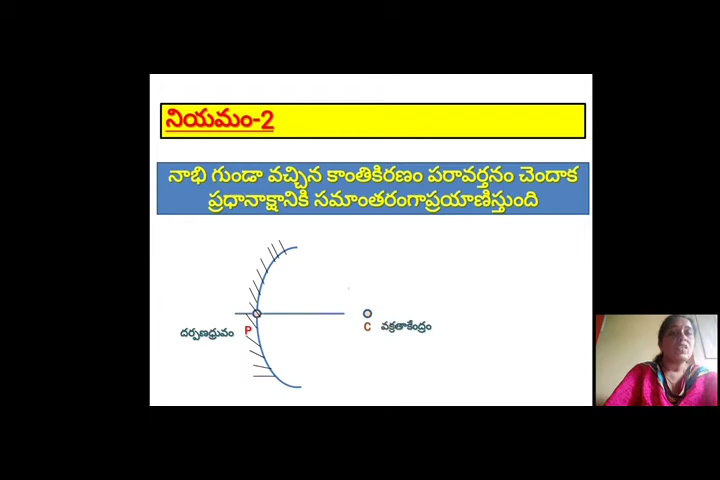 నియమం-2
నాభి గుండా వచ్చిన కాంతికిరణం పరావర్తనం చెందాక
ప్రధానాక్షానికి సమాంతరంగాప్రయాణిస్తుంది
దర్పణధ్రువం P
C వక్రతాకేంద్రం